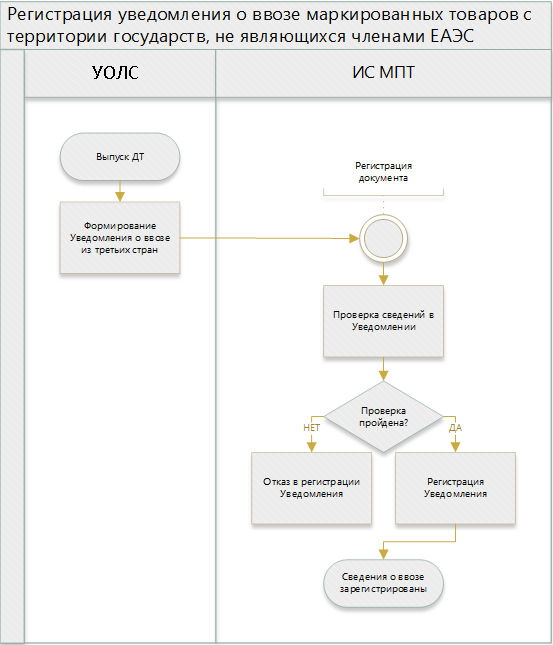 Регистрация уведомления о ввозе маркированных товаров с
территории государств, не являющихся членами ЕАЭС
УОЛС
ИС МПТ
Выпуск ДТ
Регистрация
документа
Формирование
Уведомления о ввозе
из третьих стран
Проверка сведений в
Уведомлении
Проверка
пройдена?
НЕТ
ДА
Отказ в регистрации
Уведомления
Регистрация
Уведомления
Сведения о ввозе
зарегистрированы